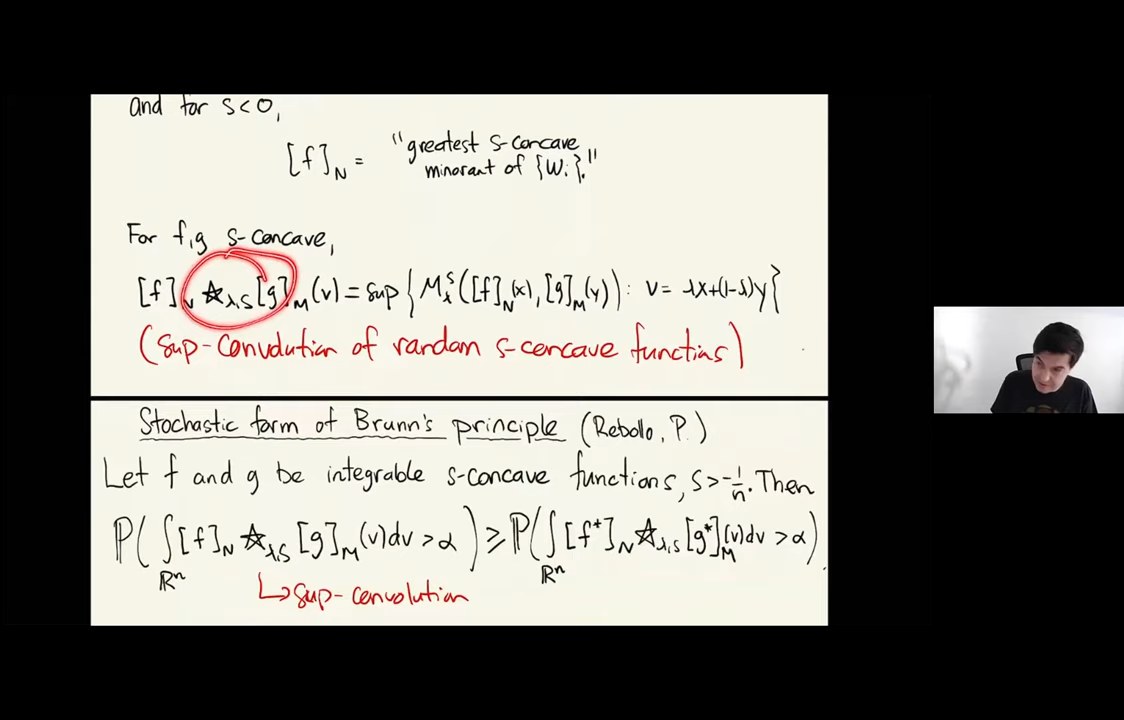 and for s<0,
[f]_N = "greatest s-concave
minorant of {W_i}."
For f,g s-concave,
[f]_N ☆_{λ,s} [g]_M (v) = sup { M_λ^s ([f]_N(x), [g]_M(y)) : v = λx+(1-λ)y }
(sup-convolution of random s-concave functions)
Stochastic form of Brunn's principle (Rebollo, P.)
Let f and g be integrable s-concave functions, s > -1/n. Then
P( ∫_{R^n} [f]_N ☆_{λ,s} [g]_M (v)dv > α ) ≥ P( ∫_{R^n} [f*]_N ☆_{λ,s} [g*]_M (v)dv > α ).
↳ sup-convolution